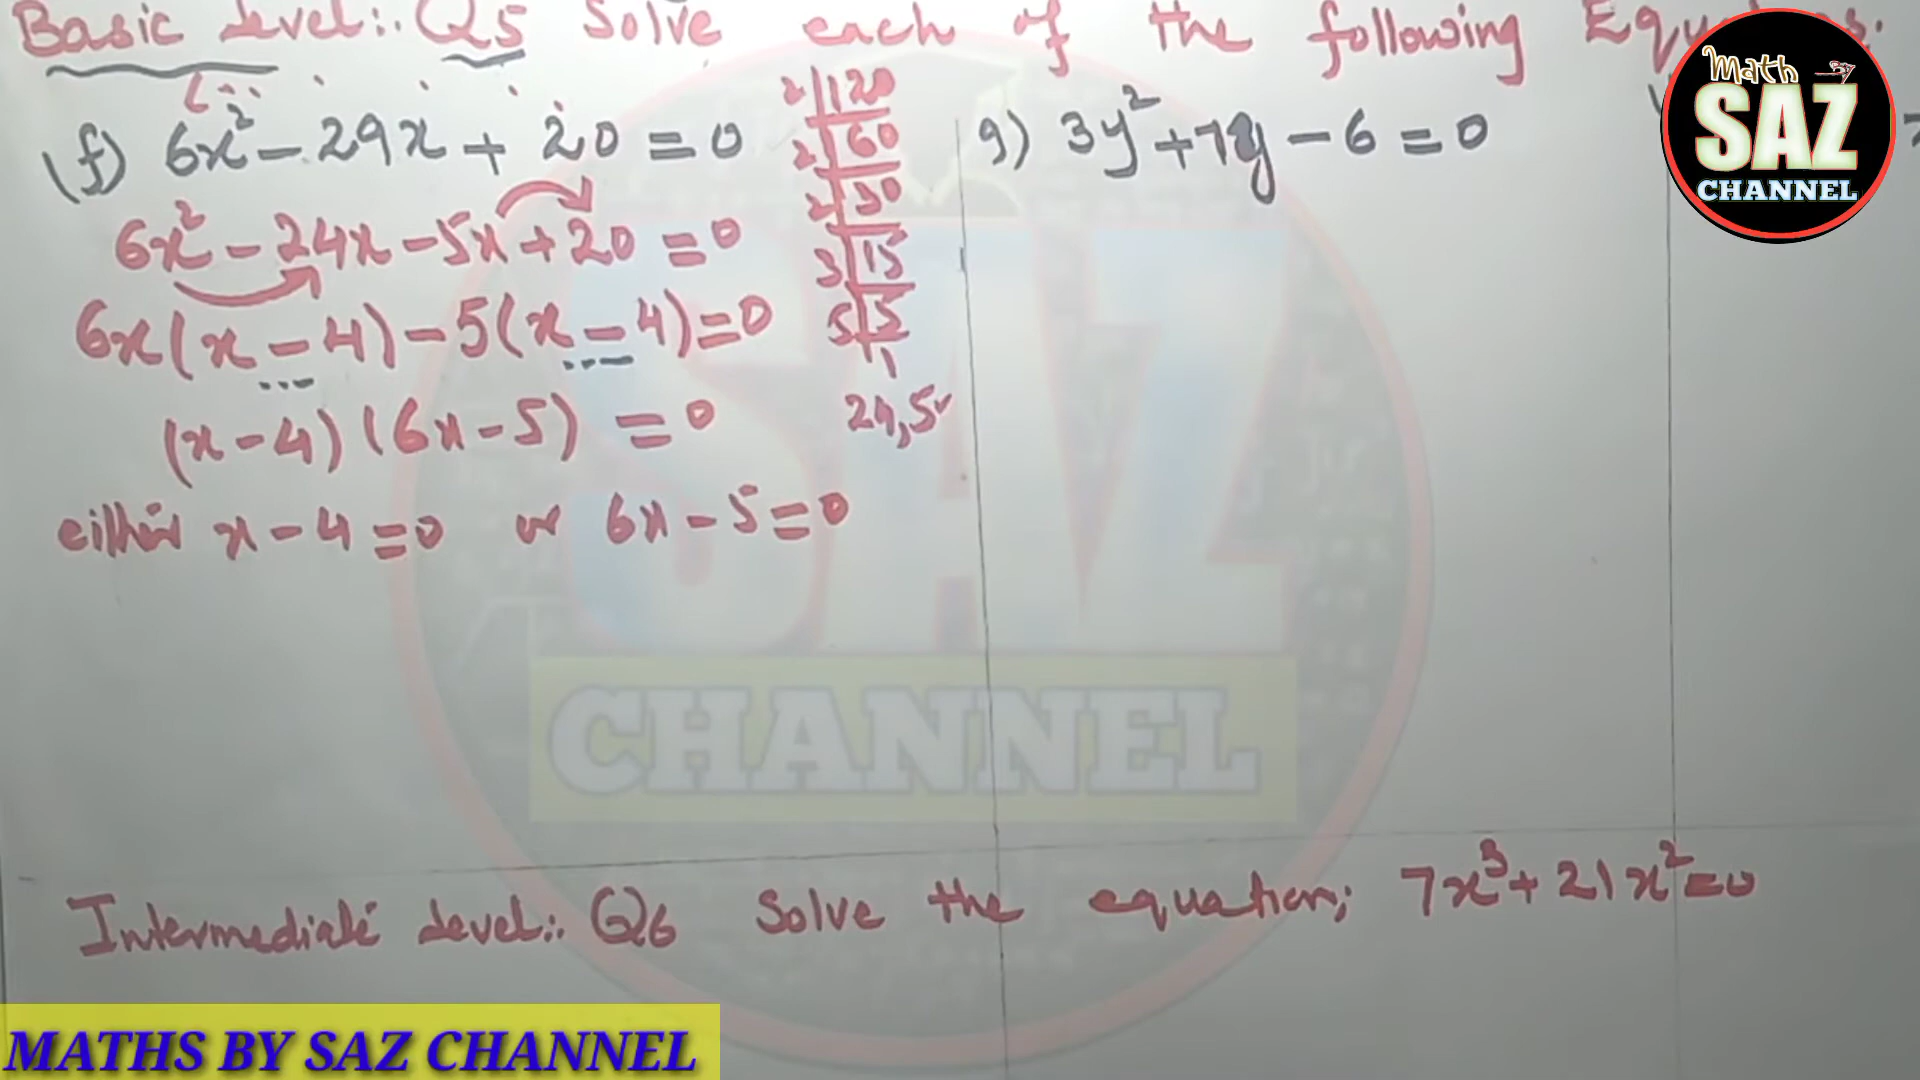 Basic Level:. Q5 Solve each of the following
(f) 6x² - 29x + 20 = 0
6x² - 24x - 5x + 20 = 0
6x(x - 4) - 5(x - 4) = 0
(x - 4) (6x - 5) = 0
either x - 4 = 0 or 6x - 5 = 0
2|120
2|60
2|30
3|15
5|5
1
24,5
g) 3y² + 7y - 6 = 0
Intermediate Level:. Q6 Solve the equation; 7x³ + 21x² = 0
Math
SAZ
CHANNEL
SAZ
CHANNEL
MATHS BY SAZ CHANNEL